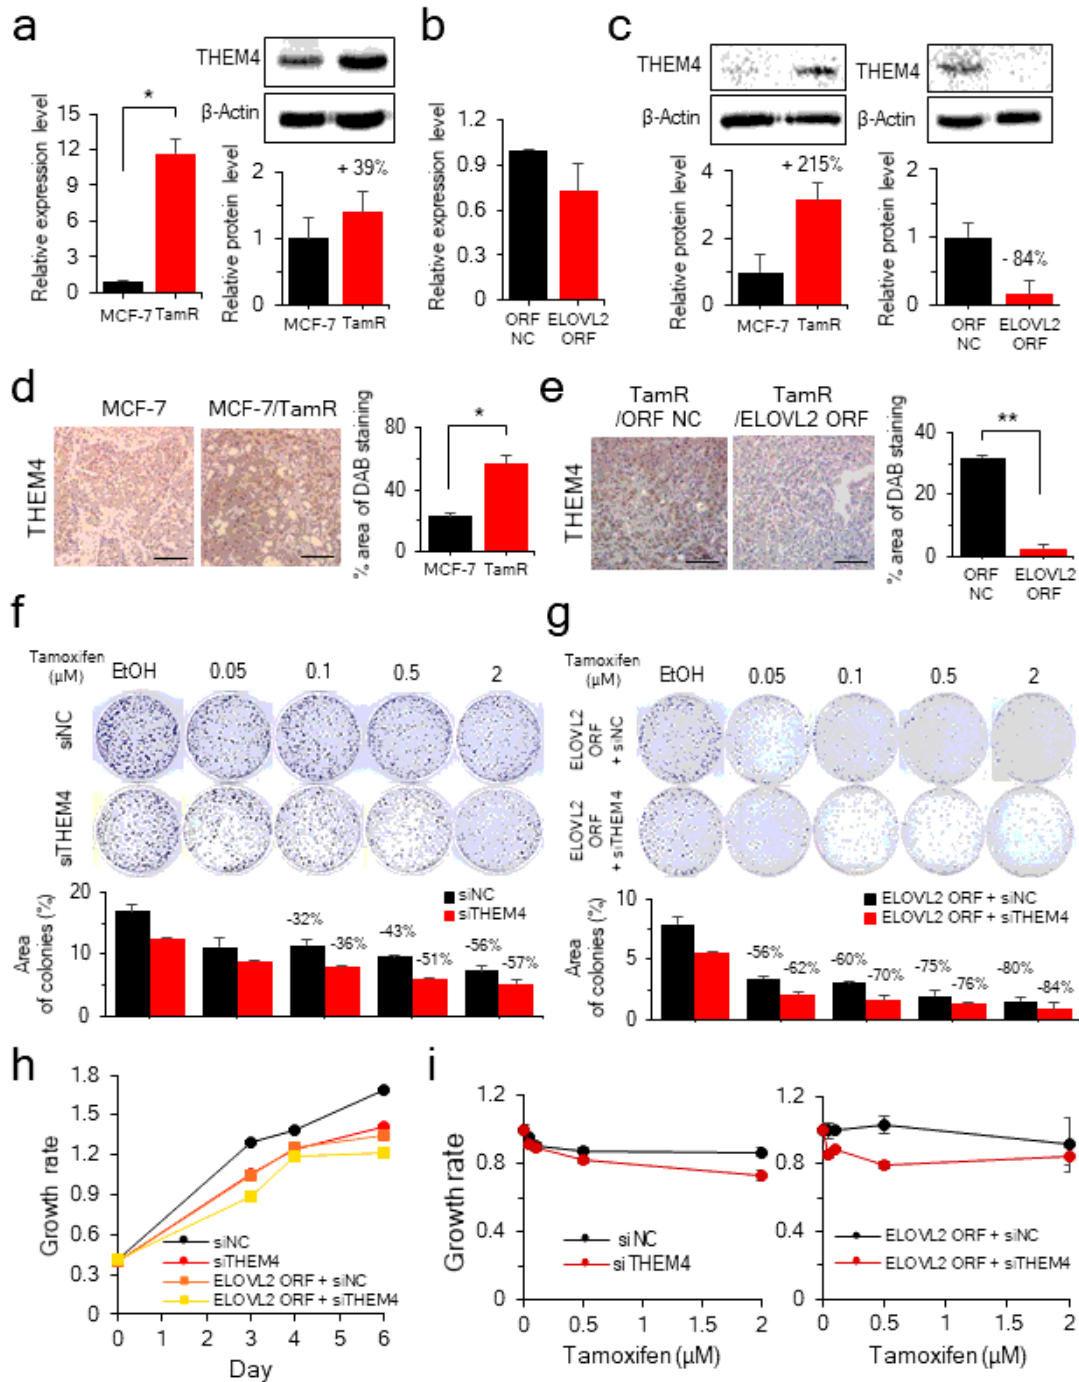 a
THEM4
β-Actin
*
Relative expression level
15
12
9
6
3
0
MCF-7 TamR
Relative protein level
2
1
0
+ 39%
MCF-7 TamR
b
Relative expression level
1.2
0.9
0.6
0.3
0
ORF NC
ELOVL2 ORF
c
THEM4
β-Actin
Relative protein level
4
2
0
+ 215%
MCF-7 TamR
THEM4
Relative protein level
2
1
0
- 84%
ORF NC
ELOVL2 ORF
d
THEM4
MCF-7
MCF-7/TamR
% area of DAB staining
80
40
0
*
MCF-7 TamR
e
THEM4
TamR
/ORF NC
TamR
/ELOVL2 ORF
% area of DAB staining
40
20
0
**
ORF NC
ELOVL2 ORF
f
Tamoxifen
(μM)
EtOH 0.05 0.1 0.5 2
siNC
siTHEM4
Area
of colonies (%)
20
10
0
siNC
siTHEM4
-32%
-36%
-43%
-51%
-56%
-57%
g
Tamoxifen
(μM)
EtOH 0.05 0.1 0.5 2
ELOVL2
ORF
+ siNC
ELOVL2
ORF
+ siTHEM4
Area
of colonies (%)
10
5
0
ELOVL2 ORF + siNC
ELOVL2 ORF + siTHEM4
-56%
-62%
-60%
-70%
-75%
-76%
-80%
-84%
h
Growth rate
1.8
1.5
1.2
0.9
0.6
0.3
0
siNC
siTHEM4
ELOVL2 ORF + siNC
ELOVL2 ORF + siTHEM4
0 1 2 3 4 5 6
Day
i
Growth rate
1.2
0.8
0.4
0
siNC
siTHEM4
0 0.5 1 1.5 2
Tamoxifen (μM)
1.2
0.8
0.4
0
ELOVL2 ORF + siNC
ELOVL2 ORF + siTHEM4
0 0.5 1 1.5 2
Tamoxifen (μM)